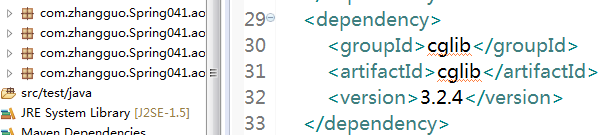 com.zhangguo.Spring041.ao
com.zhangguo.Spring041.ao
com.zhangguo.Spring041.ao
com.zhangguo.Spring041.ao
src/test/java
JRE System Library [J2SE-1.5]
Maven Dependencies
29 <dependency>
30 <groupId>cglib</groupId>
31 <artifactId>cglib</artifactId>
32 <version>3.2.4</version>
33 </dependency>